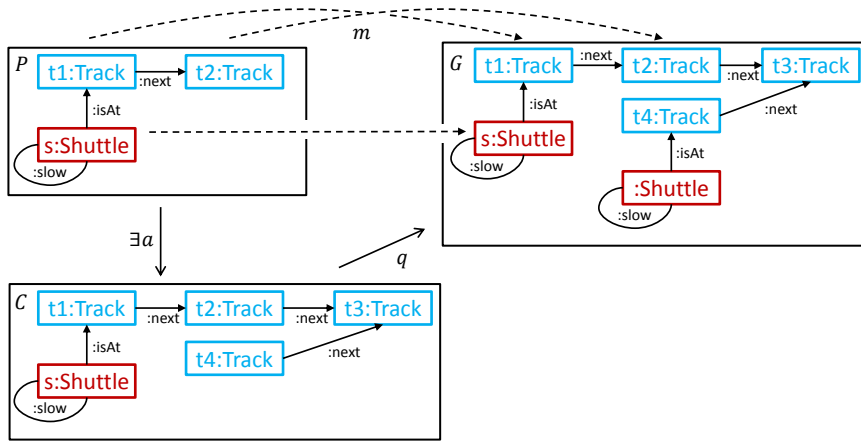 m
P
t1:Track
:next
t2:Track
:isAt
s:Shuttle
:slow
G
t1:Track
:next
t2:Track
:next
t3:Track
t4:Track
:next
:isAt
s:Shuttle
:slow
:isAt
:Shuttle
:slow
∃a
q
C
t1:Track
:next
t2:Track
:next
t3:Track
:isAt
t4:Track
:next
s:Shuttle
:slow